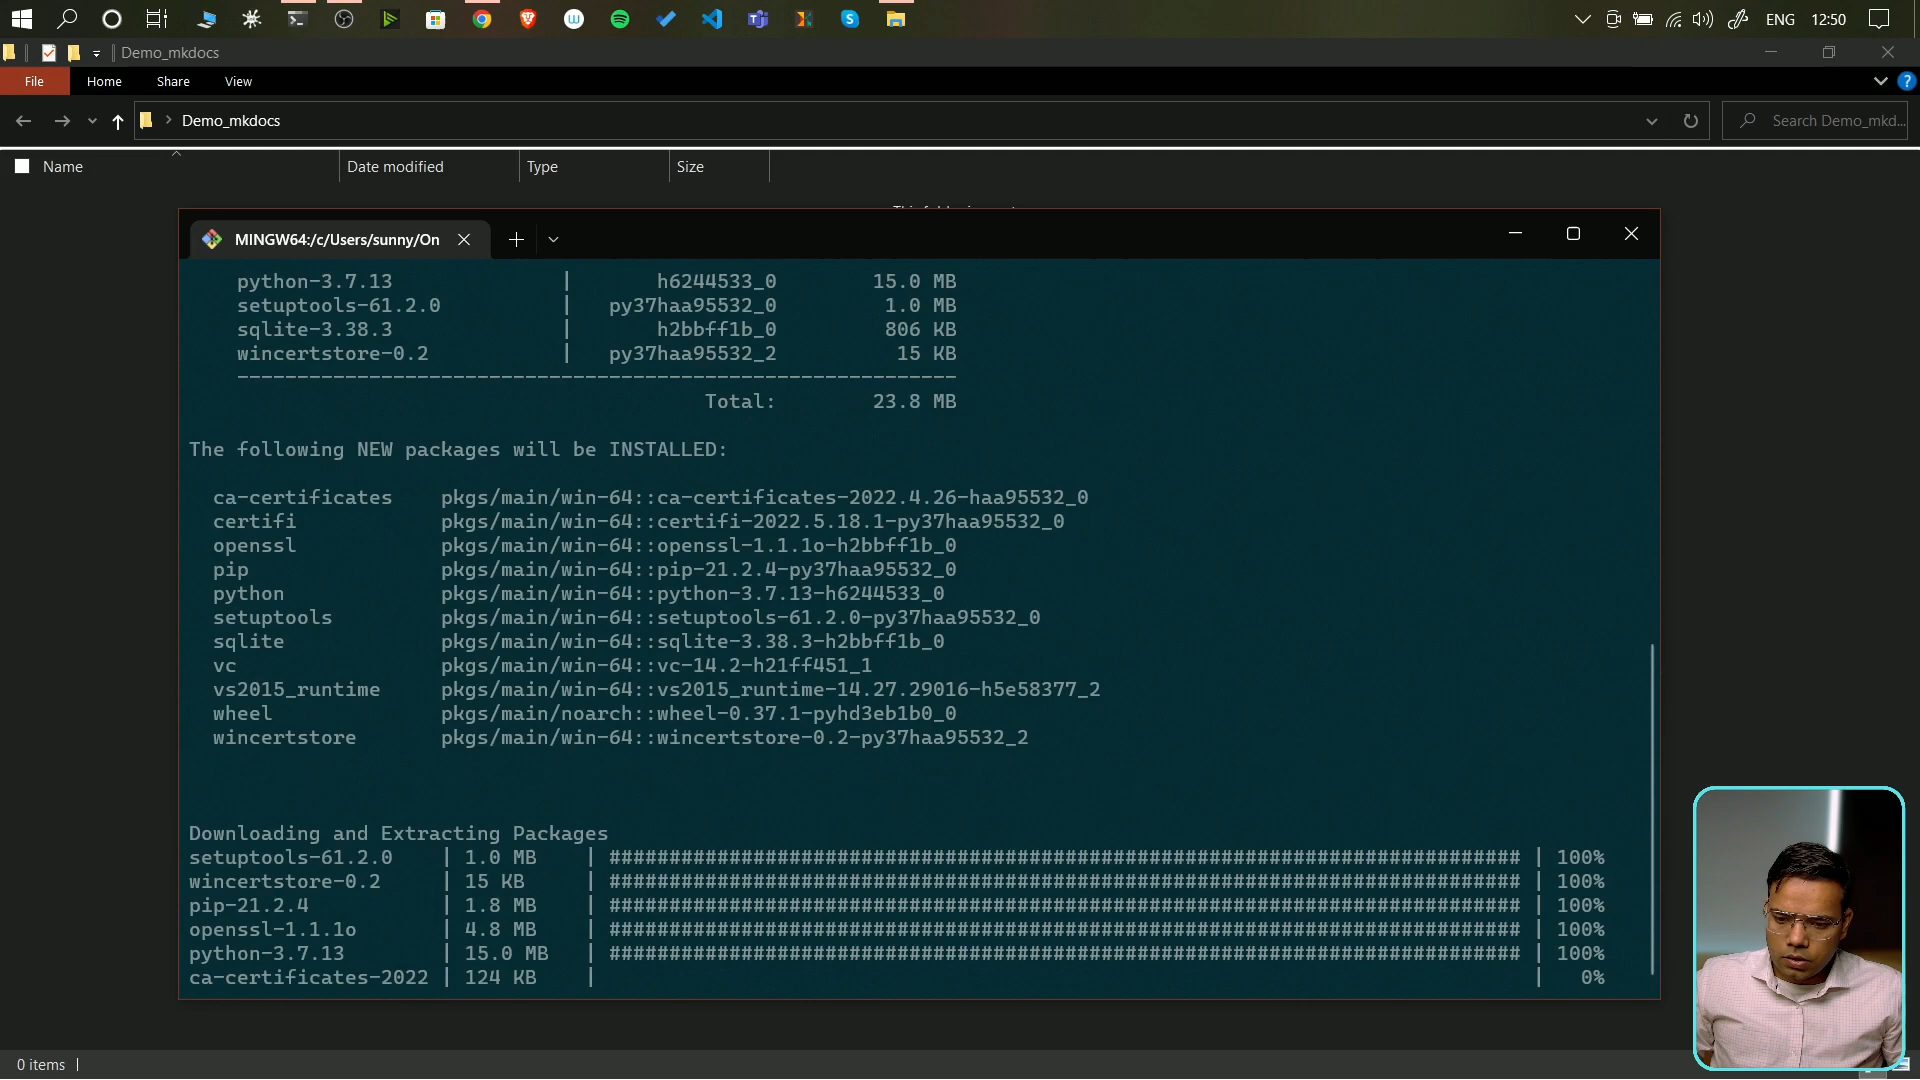 ENG 12:50
Demo_mkdocs
File Home Share View
Demo_mkdocs
Search Demo_mkd...
Name Date modified Type Size
MINGW64:/c/Users/sunny/On
python-3.7.13 | h6244533_0 15.0 MB
setuptools-61.2.0 | py37haa95532_0 1.0 MB
sqlite-3.38.3 | h2bbff1b_0 806 KB
wincertstore-0.2 | py37haa95532_2 15 KB
------------------------------------------------------------
Total: 23.8 MB
The following NEW packages will be INSTALLED:
ca-certificates pkgs/main/win-64::ca-certificates-2022.4.26-haa95532_0
certifi pkgs/main/win-64::certifi-2022.5.18.1-py37haa95532_0
openssl pkgs/main/win-64::openssl-1.1.1o-h2bbff1b_0
pip pkgs/main/win-64::pip-21.2.4-py37haa95532_0
python pkgs/main/win-64::python-3.7.13-h6244533_0
setuptools pkgs/main/win-64::setuptools-61.2.0-py37haa95532_0
sqlite pkgs/main/win-64::sqlite-3.38.3-h2bbff1b_0
vc pkgs/main/win-64::vc-14.2-h21ff451_1
vs2015_runtime pkgs/main/win-64::vs2015_runtime-14.27.29016-h5e58377_2
wheel pkgs/main/noarch::wheel-0.37.1-pyhd3eb1b0_0
wincertstore pkgs/main/win-64::wincertstore-0.2-py37haa95532_2
Downloading and Extracting Packages
setuptools-61.2.0 | 1.0 MB | ############################################################################ | 100%
wincertstore-0.2 | 15 KB | ############################################################################ | 100%
pip-21.2.4 | 1.8 MB | ############################################################################ | 100%
openssl-1.1.1o | 4.8 MB | ############################################################################ | 100%
python-3.7.13 | 15.0 MB | ############################################################################ | 100%
ca-certificates-2022 | 124 KB | | 0%
0 items